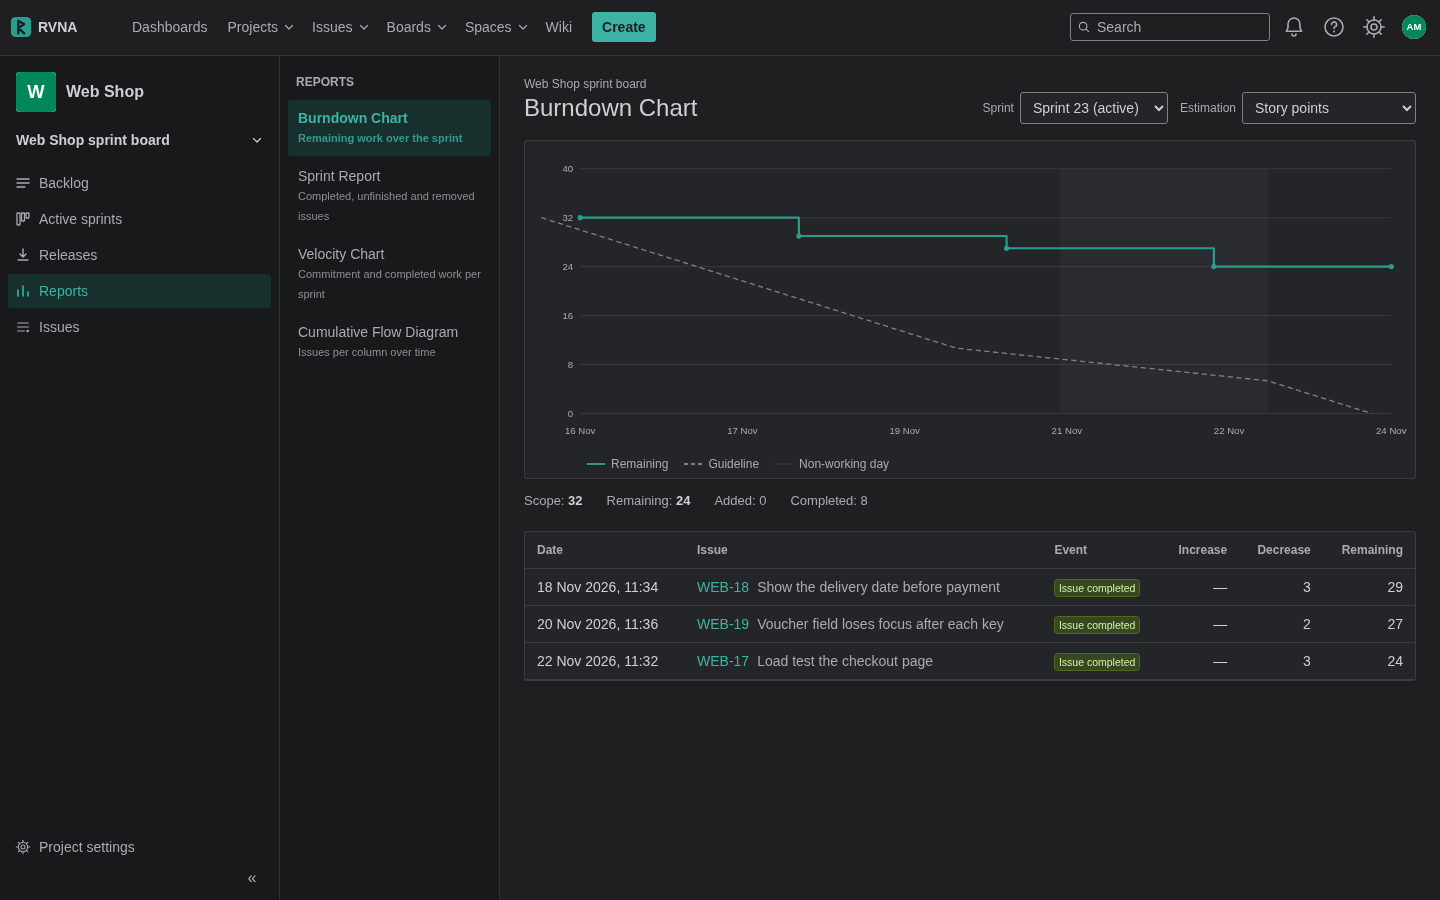 RVNA
Dashboards
Projects
Issues
Boards
Spaces
Wiki
Create
Search
AM
W
Web Shop
Web Shop sprint board
Backlog
Active sprints
Releases
Reports
Issues
Project settings
«
REPORTS
Burndown Chart
Remaining work over the sprint
Sprint Report
Completed, unfinished and removed
issues
Velocity Chart
Commitment and completed work per
sprint
Cumulative Flow Diagram
Issues per column over time
Web Shop sprint board
Burndown Chart
Sprint
Sprint 23 (active)
Estimation
Story points
40
32
24
16
8
0
16 Nov
17 Nov
19 Nov
21 Nov
22 Nov
24 Nov
Remaining
Guideline
Non-working day
Scope: 32
Remaining: 24
Added: 0
Completed: 8
Date Issue Event Increase Decrease Remaining
18 Nov 2026, 11:34 WEB-18 Show the delivery date before payment Issue completed — 3 29
20 Nov 2026, 11:36 WEB-19 Voucher field loses focus after each key Issue completed — 2 27
22 Nov 2026, 11:32 WEB-17 Load test the checkout page Issue completed — 3 24